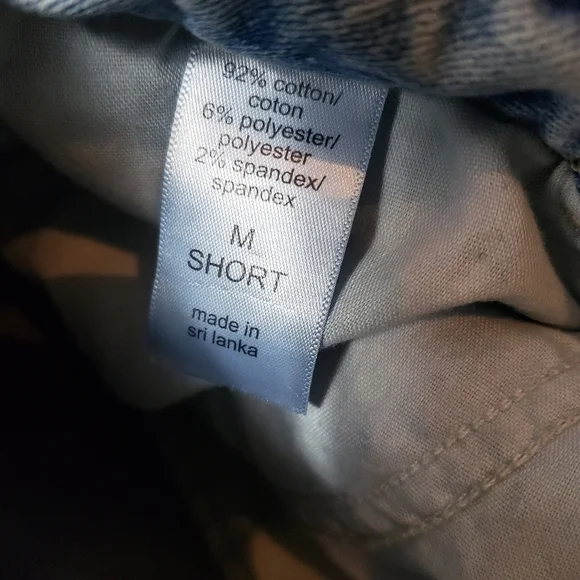 92% cotton/
coton
6% polyester/
polyester
2% spandex/
spandex
M
SHORT
made in
sri lanka